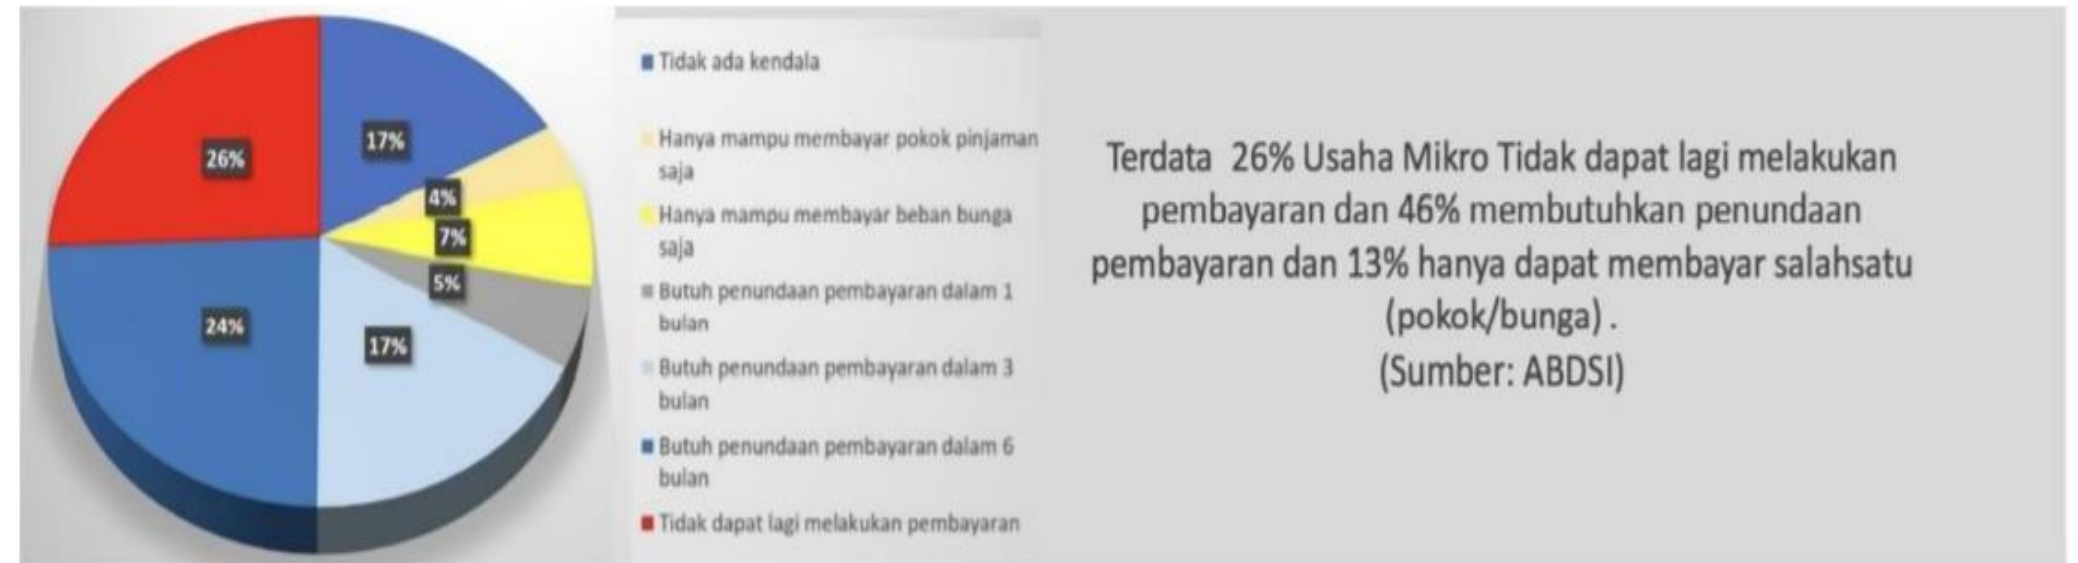 26%
17%
4%
7%
5%
24%
17%
Tidak ada kendala
Hanya mampu membayar pokok pinjaman
saja
Hanya mampu membayar beban bunga
saja
Butuh penundaan pembayaran dalam 1
bulan
Butuh penundaan pembayaran dalam 3
bulan
Butuh penundaan pembayaran dalam 6
bulan
Tidak dapat lagi melakukan pembayaran
Terdata 26% Usaha Mikro Tidak dapat lagi melakukan
pembayaran dan 46% membutuhkan penundaan
pembayaran dan 13% hanya dapat membayar salahsatu
(pokok/bunga) .
(Sumber: ABDSI)